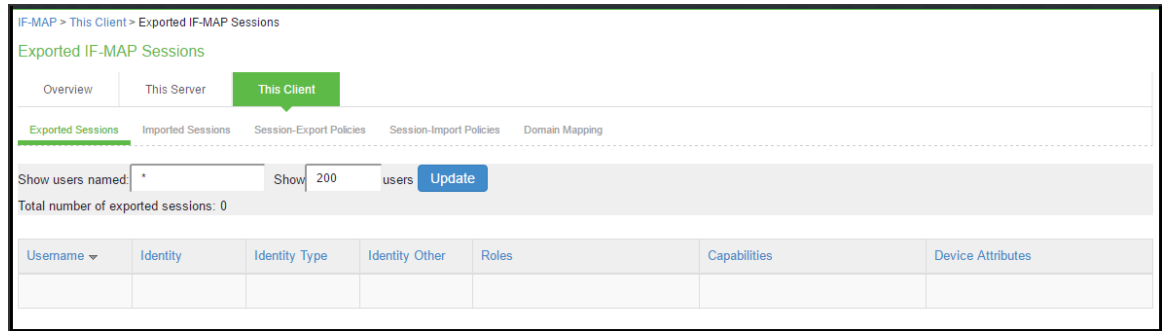 IF-MAP > This Client > Exported IF-MAP Sessions
Exported IF-MAP Sessions
Overview This Server This Client
Exported Sessions Imported Sessions Session-Export Policies Session-Import Policies Domain Mapping
Show users named: * Show 200 users Update
Total number of exported sessions: 0
Username Identity Identity Type Identity Other Roles Capabilities Device Attributes